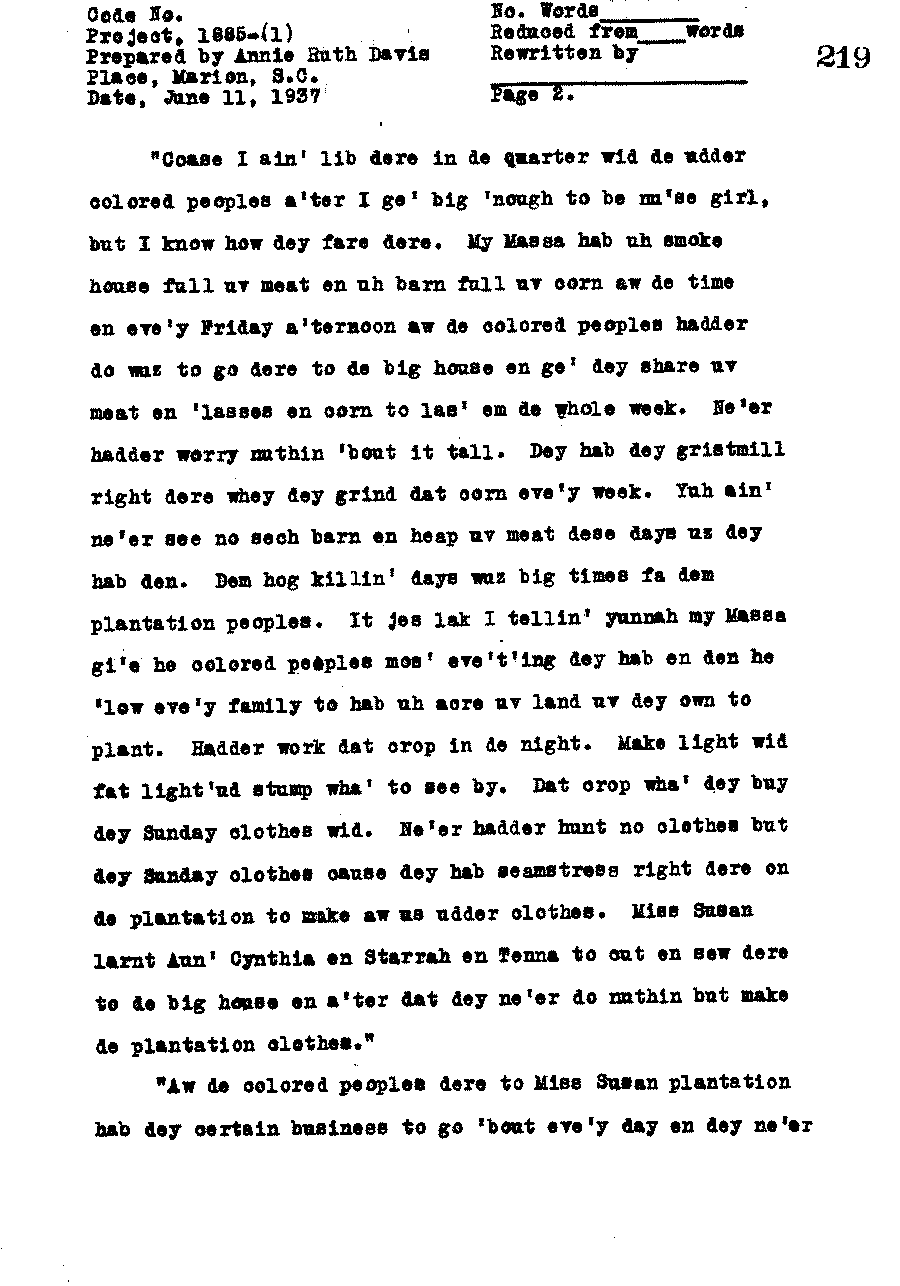 Code No.
Project, 1885-(1)
Prepared by Annie Ruth Davis
Place, Marion, S.C.
Date, June 11, 1937
No. Words
Reduced from____words
Rewritten by
Page 2.
219
"Coase I ain' lib dere in de quarter wid de udder
colored peoples a'ter I ge' big 'nough to be nu'se girl,
but I know how dey fare dere. My Massa hab uh smoke
house full uv meat en uh barn full uv corn aw de time
en eve'y Friday a'ternoon aw de colored peoples hadder
do wuz to go dere to de big house en ge' dey share uv
meat en 'lasses en corn to las' em de whole week. Ne'er
hadder worry nuthin 'bout it tall. Dey hab dey gristmill
right dere whey dey grind dat corn eve'y week. Yuh ain'
ne'er see no sech barn en heap uv meat dese days uz dey
hab den. Dem hog killin' days wuz big times fa dem
plantation peoples. It jes lak I tellin' yunnah my Massa
gi'e he colored peoples mos' eve't'ing dey hab en den he
'low eve'y family to hab uh acre uv land uv dey own to
plant. Hadder work dat crop in de night. Make light wid
fat light'ud stump wha' to see by. Dat crop wha' dey buy
dey Sunday clothes wid. Ne'er hadder hunt no clothes but
dey Sunday clothes cause dey hab seamstress right dere on
de plantation to make aw us udder clothes. Miss Susan
larnt Aun' Cynthia en Starrah en Tenna to cut en sew dere
to de big house en a'ter dat dey ne'er do nuthin but make
de plantation clothes."
"Aw de colored peoples dere to Miss Susan plantation
hab dey certain business to go 'bout eve'y day en dey ne'er